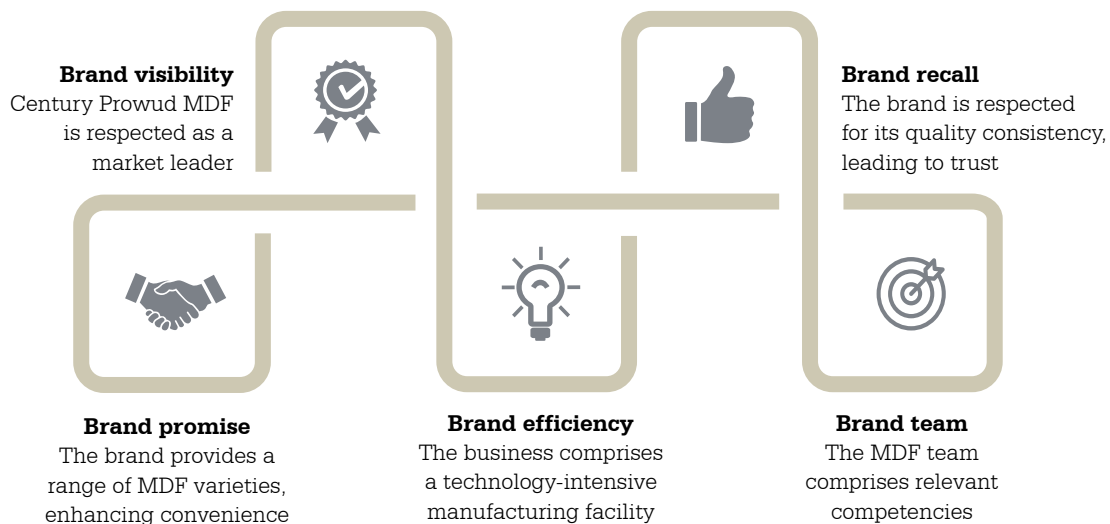 Brand visibility
Century Prowud MDF
is respected as a
market leader
Brand recall
The brand is respected
for its quality consistency,
leading to trust
Brand promise
The brand provides a
range of MDF varieties,
enhancing convenience
Brand efficiency
The business comprises
a technology-intensive
manufacturing facility
Brand team
The MDF team
comprises relevant
competencies